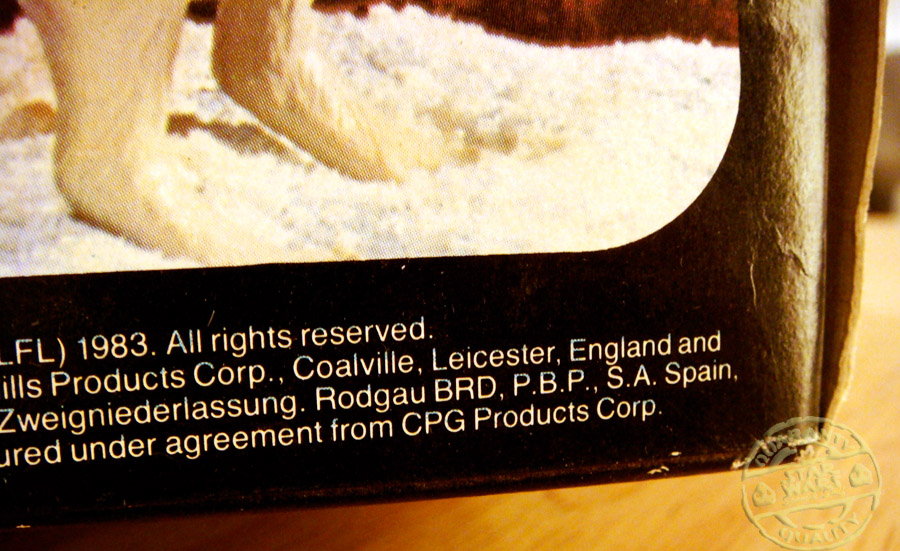 LFL) 1983. All rights reserved.
ills Products Corp., Coalville, Leicester, England and
Zweigniederlassung. Rodgau BRD, P.B.P., S.A. Spain,
ured under agreement from CPG Products Corp.
QUALITY